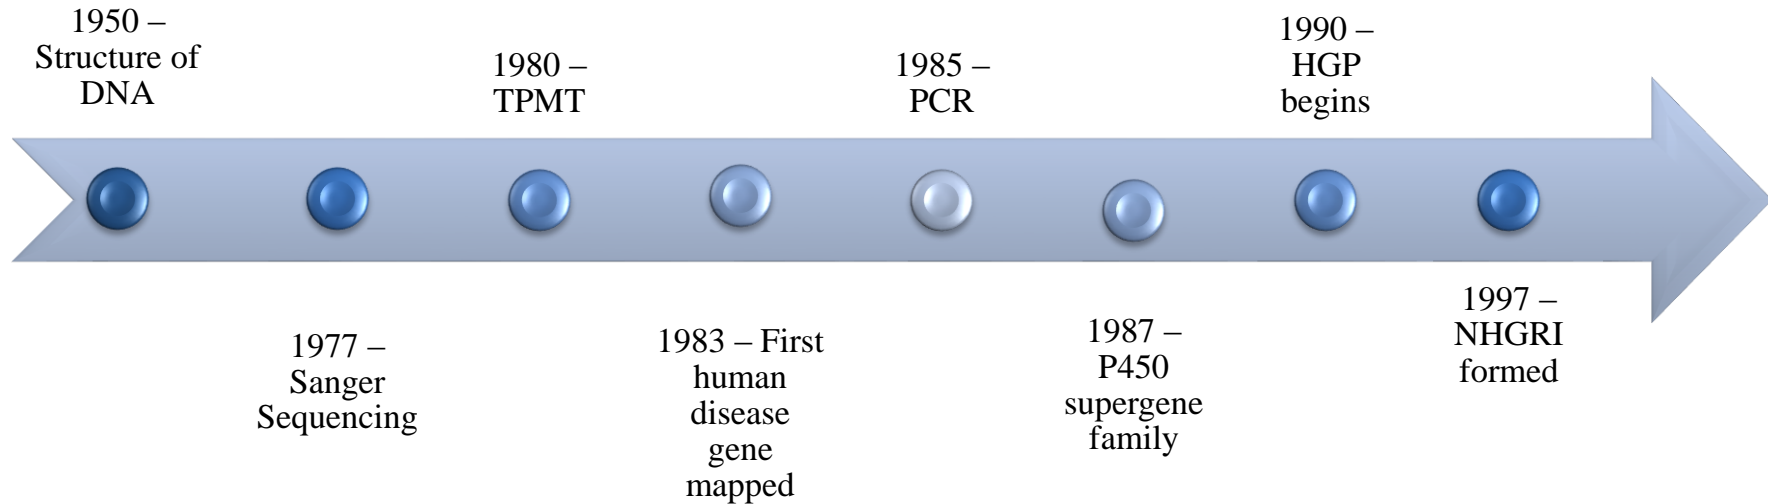 1950 –
Structure of
DNA
1977 –
Sanger
Sequencing
1980 –
TPMT
1983 – First
human
disease
gene
mapped
1985 –
PCR
1987 –
P450
supergene
family
1990 –
HGP
begins
1997 –
NHGRI
formed